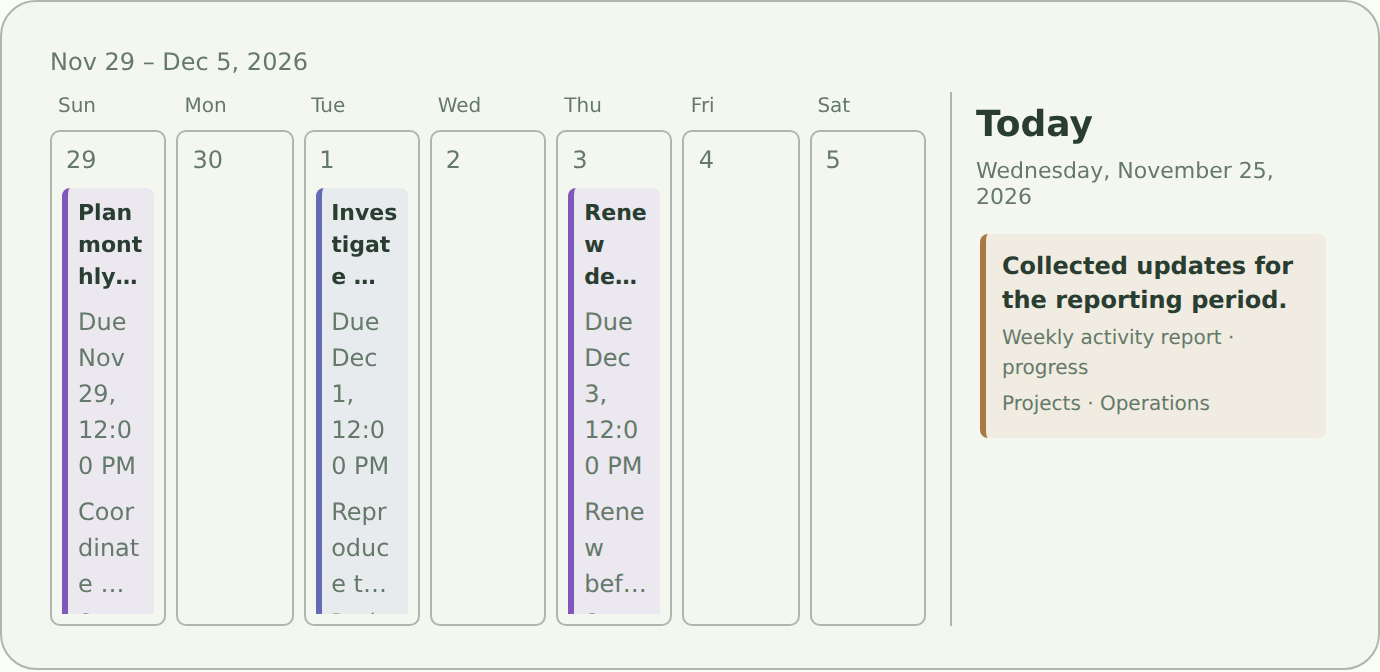 Nov 29 – Dec 5, 2026
Sun
Mon
Tue
Wed
Thu
Fri
Sat
29
Plan
mont
hly…
Due
Nov
29,
12:0
0 PM
Coor
dinat
e …
30
1
Inves
tigat
e …
Due
Dec
1,
12:0
0 PM
Repr
oduc
e t…
2
3
Rene
w
de…
Due
Dec
3,
12:0
0 PM
Rene
w
bef…
4
5
Today
Wednesday, November 25,
2026
Collected updates for
the reporting period.
Weekly activity report ·
progress
Projects · Operations